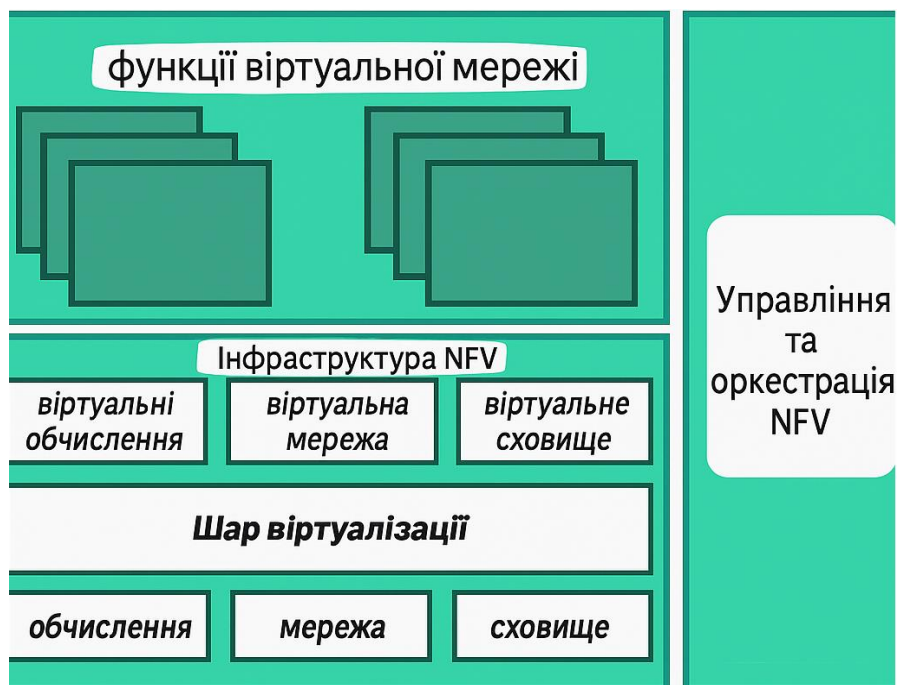 функції віртуальної мережі
Інфраструктура NFV
віртуальні
обчислення
віртуальна
мережа
віртуальне
сховище
Шар віртуалізації
обчислення
мережа
сховище
Управління
та
оркестрація
NFV